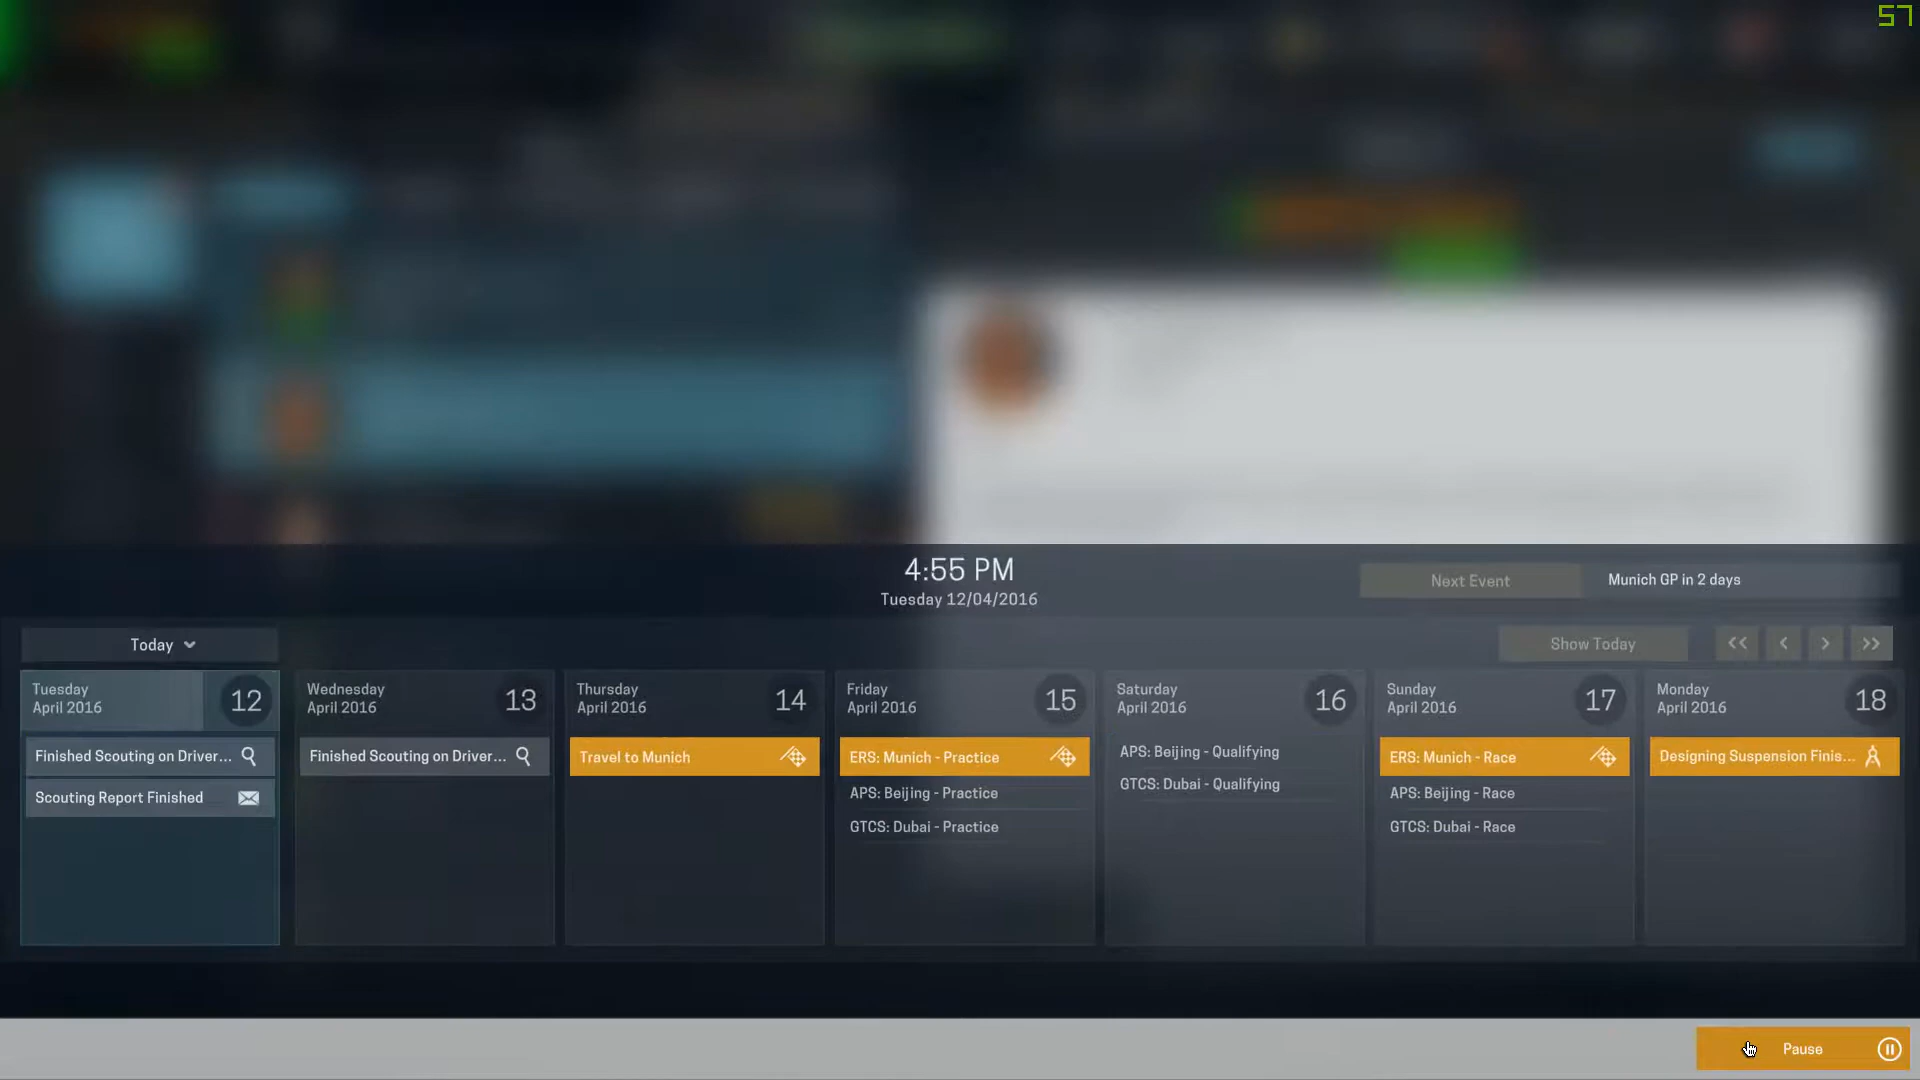 57
4:55 PM
Tuesday 12/04/2016
Next Event
Munich GP in 2 days
Today
Show Today
Tuesday
April 2016
12
Finished Scouting on Driver...
Scouting Report Finished
Wednesday
April 2016
13
Finished Scouting on Driver...
Thursday
April 2016
14
Travel to Munich
Friday
April 2016
15
ERS: Munich - Practice
APS: Beijing - Practice
GTCS: Dubai - Practice
Saturday
April 2016
16
APS: Beijing - Qualifying
GTCS: Dubai - Qualifying
Sunday
April 2016
17
ERS: Munich - Race
APS: Beijing - Race
GTCS: Dubai - Race
Monday
April 2016
18
Designing Suspension Finis...
Pause